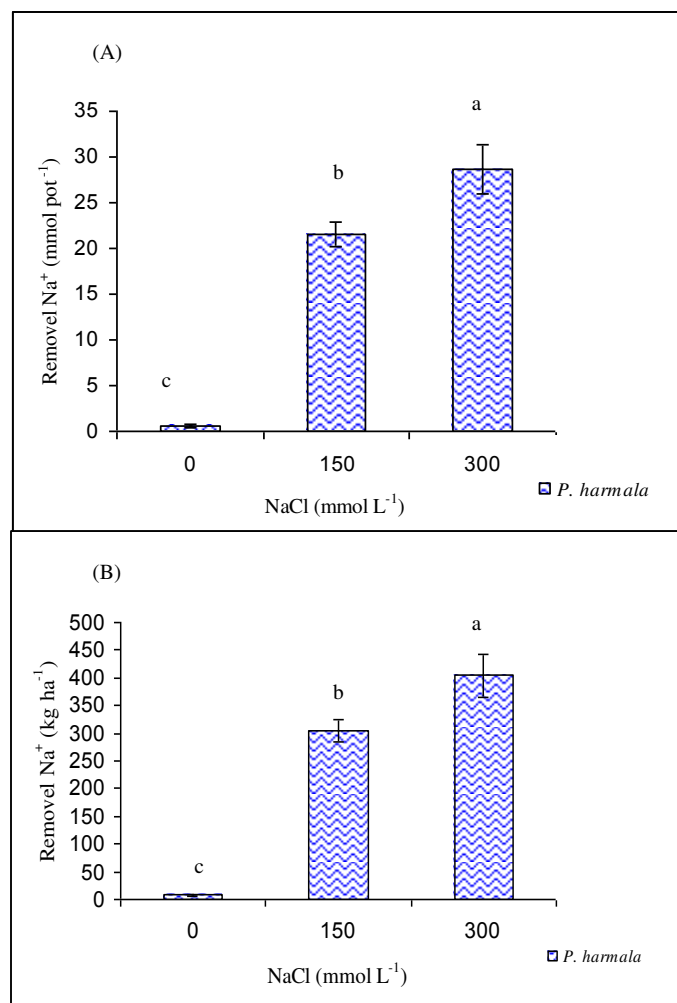 (A)
35
30
25
20
15
10
5
0
Removel Na⁺ (mmol pot⁻¹)
c
b
a
0 150 300
NaCl (mmol L⁻¹)
P. harmala
(B)
500
450
400
350
300
250
200
150
100
50
0
Removel Na⁺ (kg ha⁻¹)
c
b
a
0 150 300
NaCl (mmol L⁻¹)
P. harmala